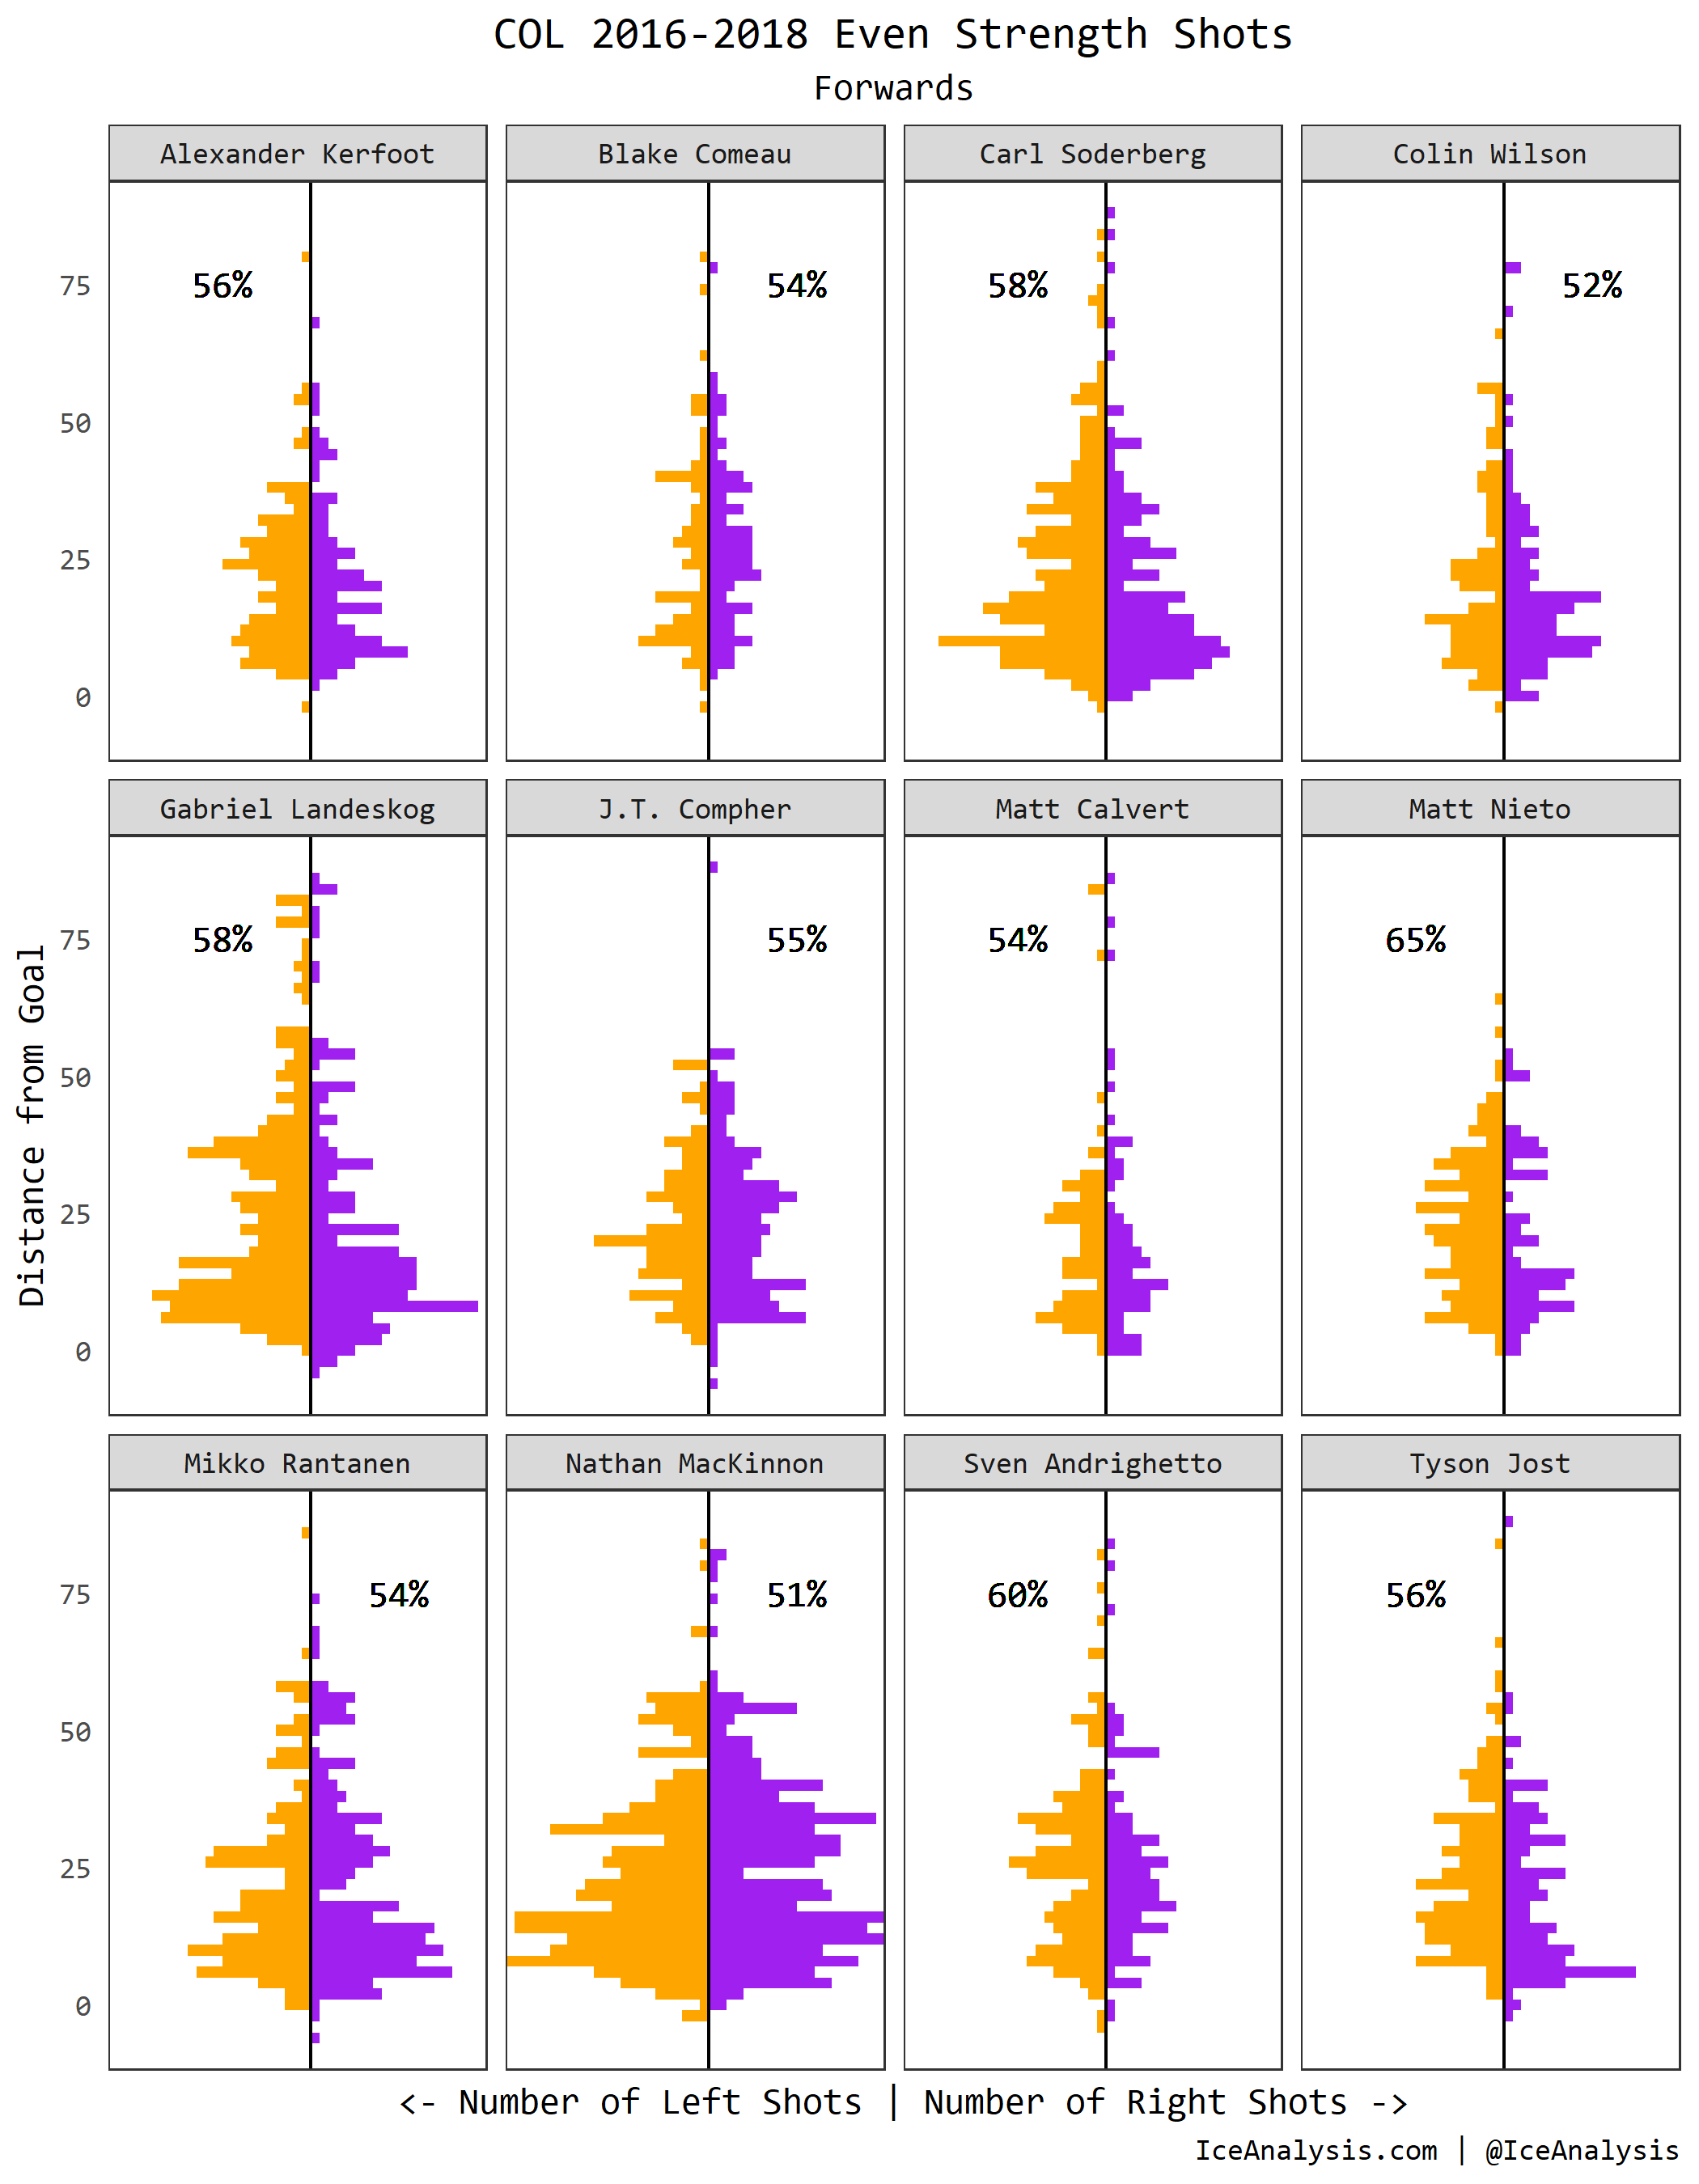 COL 2016-2018 Even Strength Shots
Forwards
Alexander Kerfoot
Blake Comeau
Carl Soderberg
Colin Wilson
75
50
25
0
56%
54%
58%
52%
Gabriel Landeskog
J.T. Compher
Matt Calvert
Matt Nieto
75
50
25
0
58%
55%
54%
65%
Distance from Goal
Mikko Rantanen
Nathan MacKinnon
Sven Andrighetto
Tyson Jost
75
50
25
0
54%
51%
60%
56%
<- Number of Left Shots | Number of Right Shots ->
IceAnalysis.com | @IceAnalysis